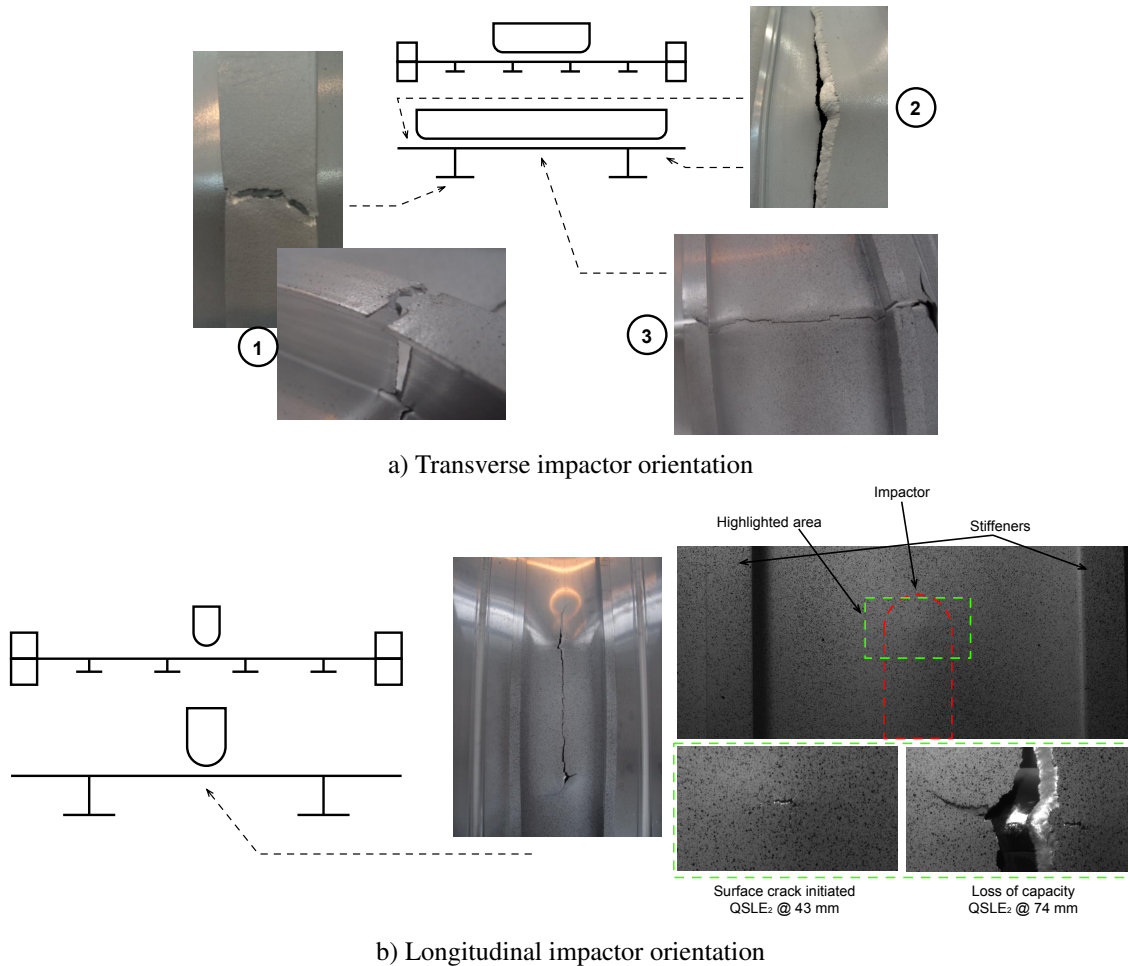 2
1
3
a) Transverse impactor orientation
Impactor
Highlighted area
Stiffeners
Surface crack initiated
QSLE₂ @ 43 mm
Loss of capacity
QSLE₂ @ 74 mm
b) Longitudinal impactor orientation